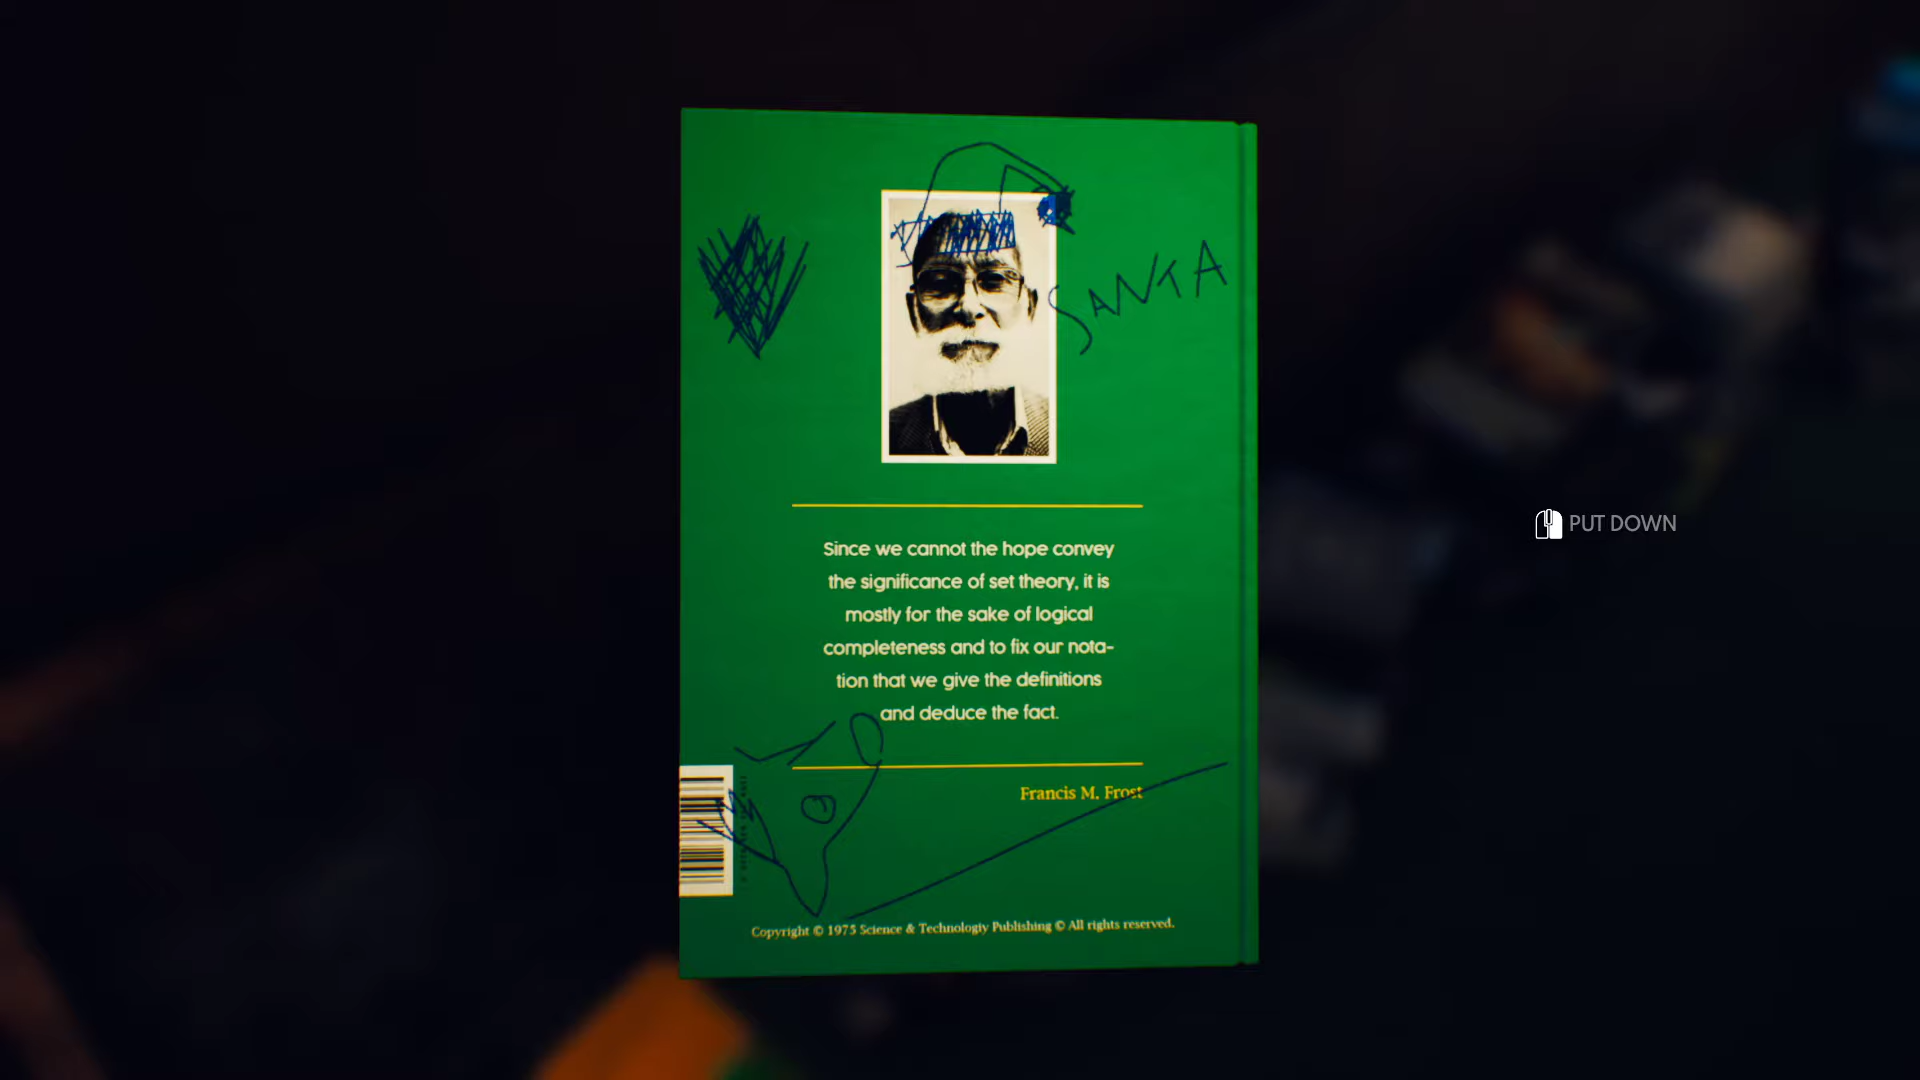 SANTA
Since we cannot the hope convey
the significance of set theory, it is
mostly for the sake of logical
completeness and to fix our nota-
tion that we give the definitions
and deduce the fact.
Francis M. Frost
Copyright © 1975 Science & Technologiy Publishing © All rights reserved.
PUT DOWN